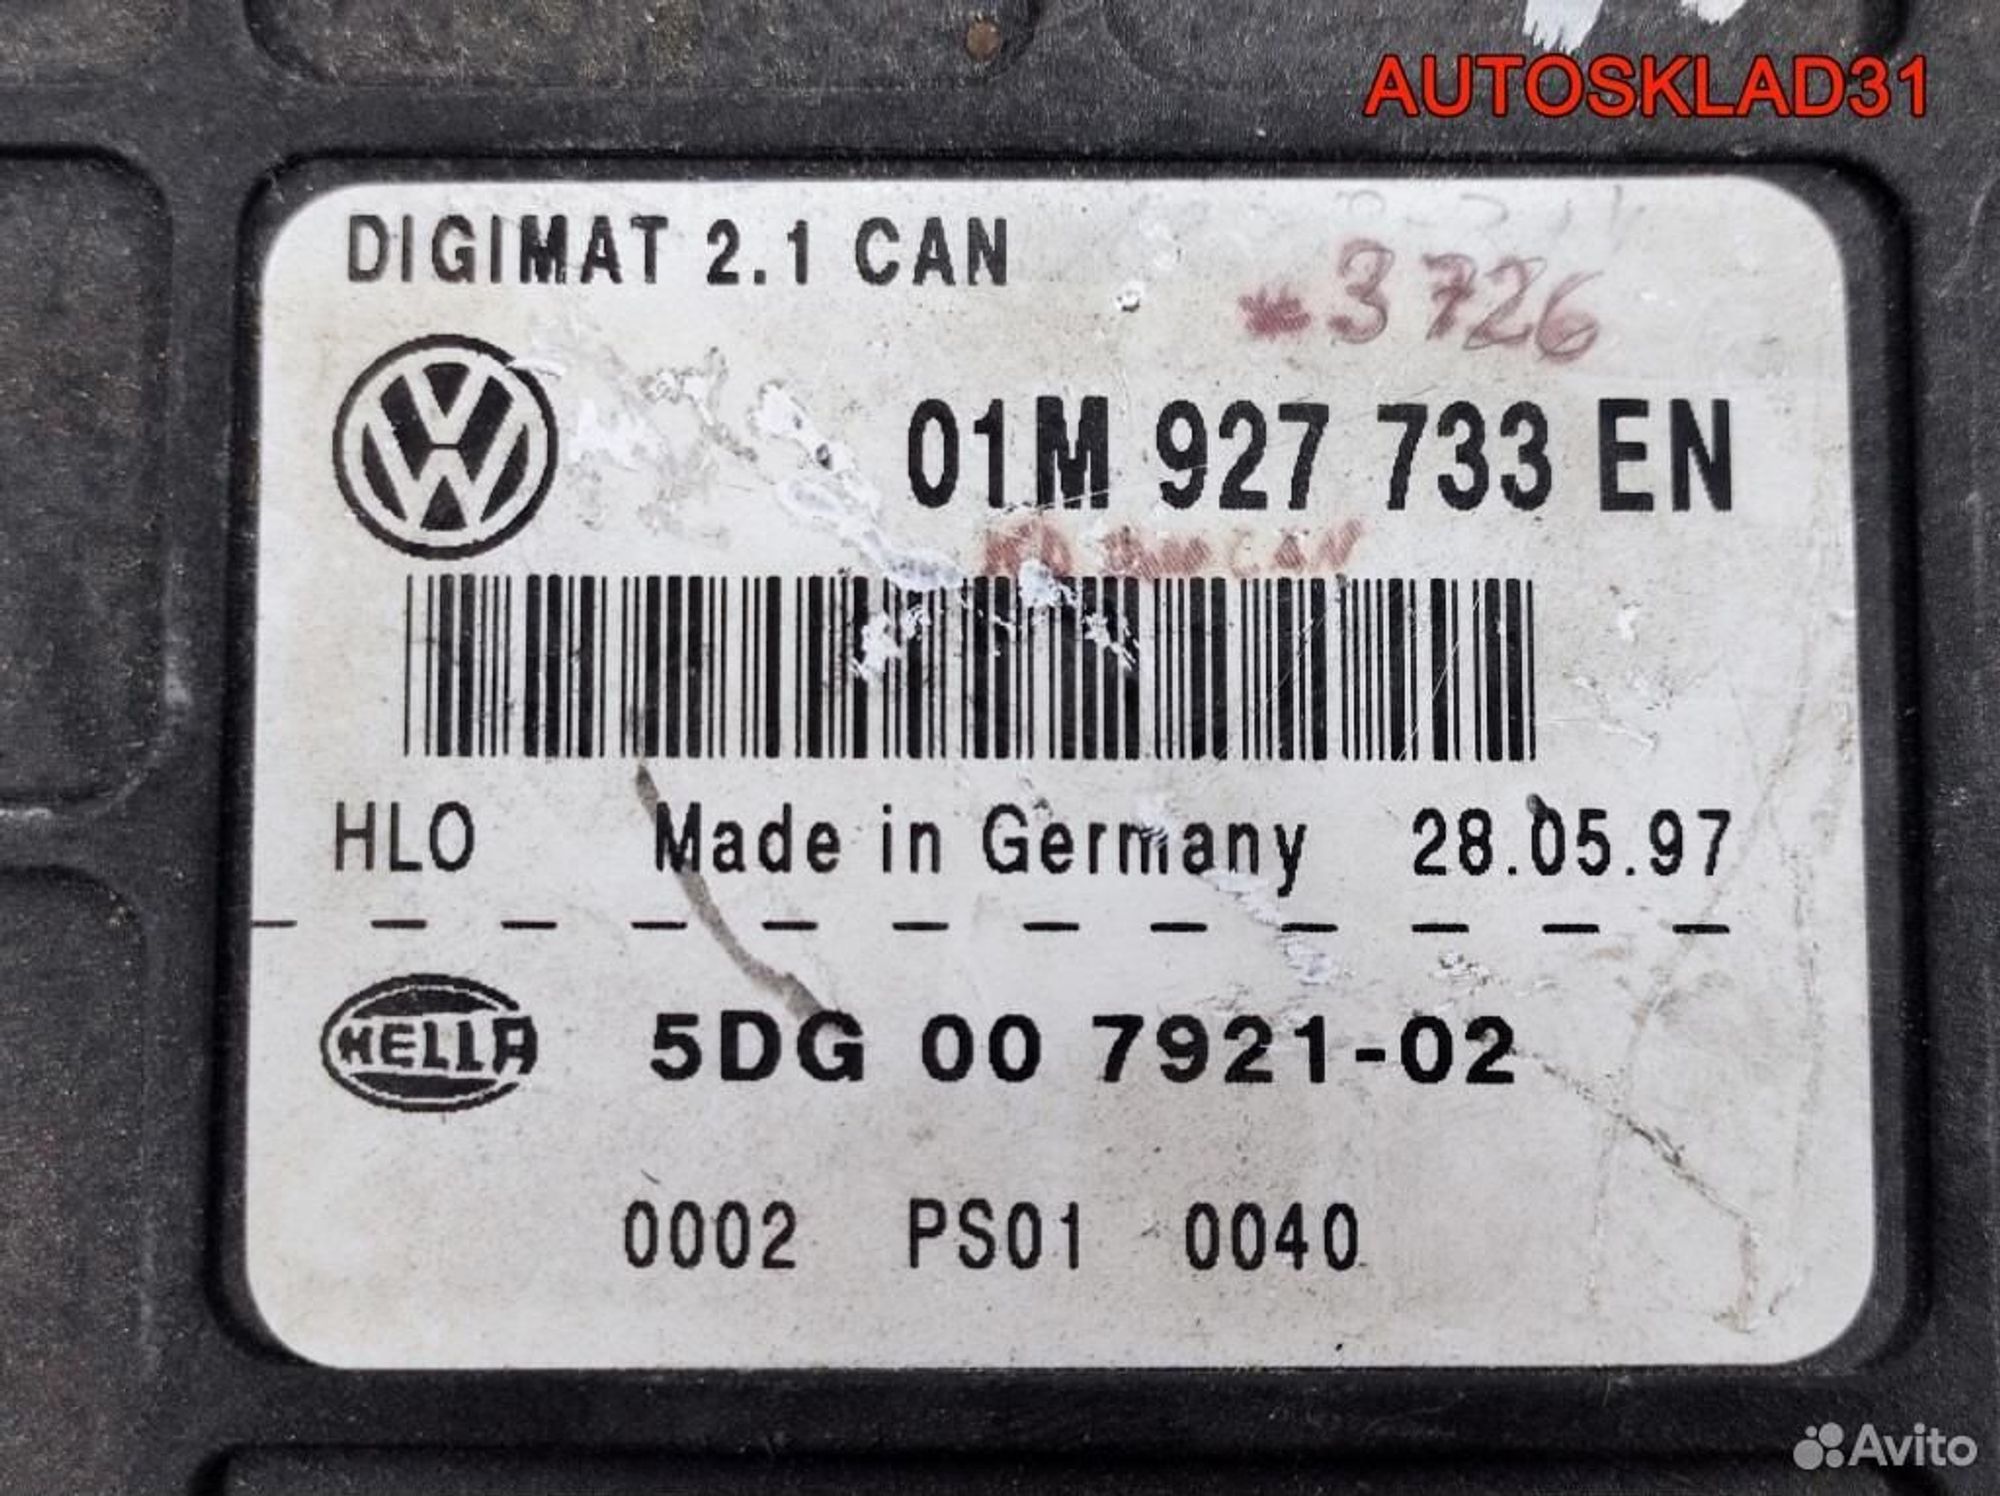 AUTOSKLAD31
DIGIMAT 2.1 CAN
*3726
01M 927 733 EN
CAN
HLO Made in Germany 28.05.97
HELLA 5DG 00 7921-02
0002 PS01 0040
Avito